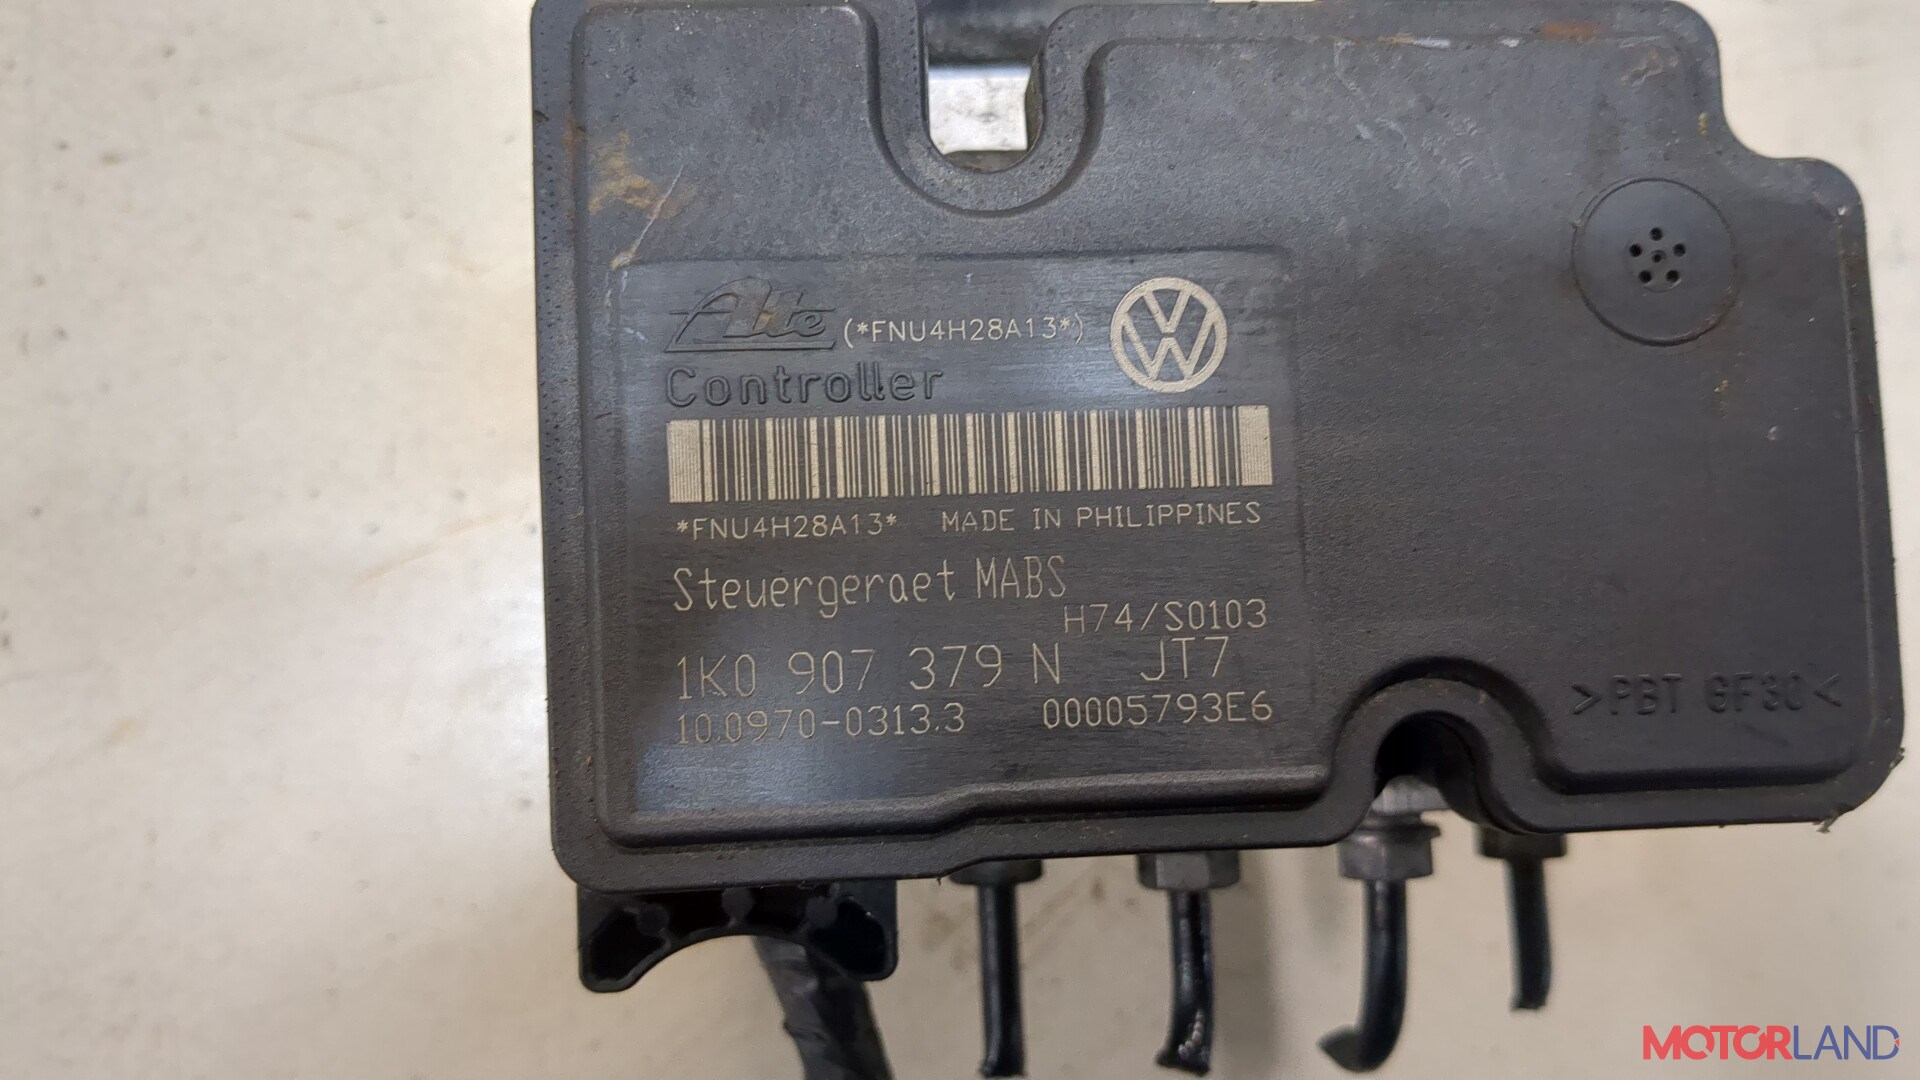 Ate (*FNU4H28A13*)
Controller
*FNU4H28A13* MADE IN PHILIPPINES
Steuergeraet MABS
H74/S0103
1K0 907 379 N JT7
10.0970-0313.3 00005793E6
>PBT GF30<
MOTORLAND